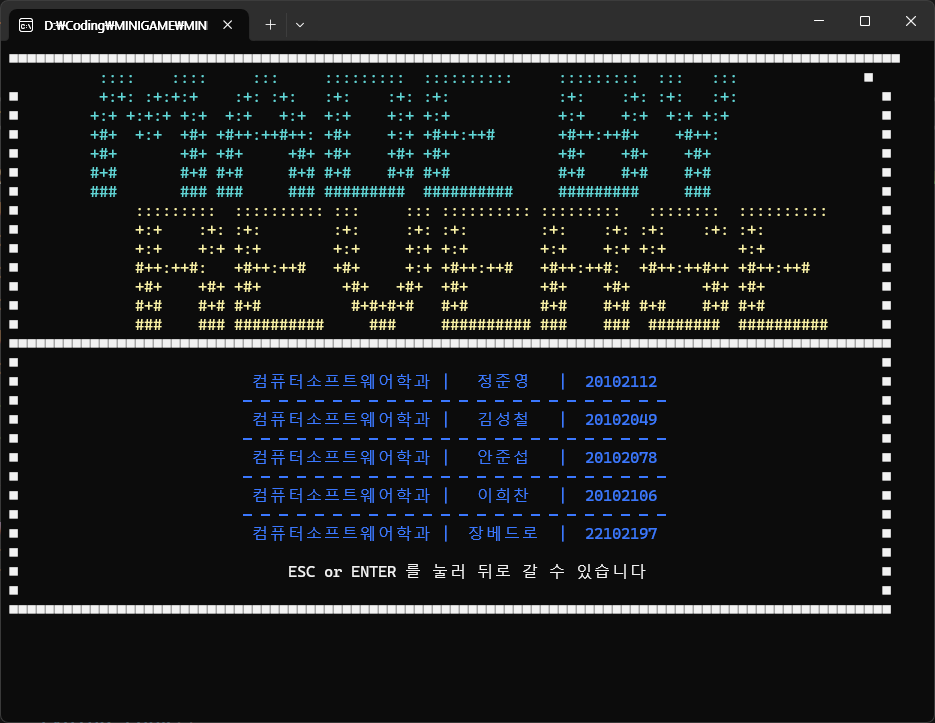 D:₩Coding₩MINIGAME₩MIN
MADE BY
REVERSE
컴퓨터소프트웨어학과 | 정준영 | 20102112
컴퓨터소프트웨어학과 | 김성철 | 20102049
컴퓨터소프트웨어학과 | 안준섭 | 20102078
컴퓨터소프트웨어학과 | 이희찬 | 20102106
컴퓨터소프트웨어학과 | 장베드로 | 22102197
ESC or ENTER 를 눌러 뒤로 갈 수 있습니다